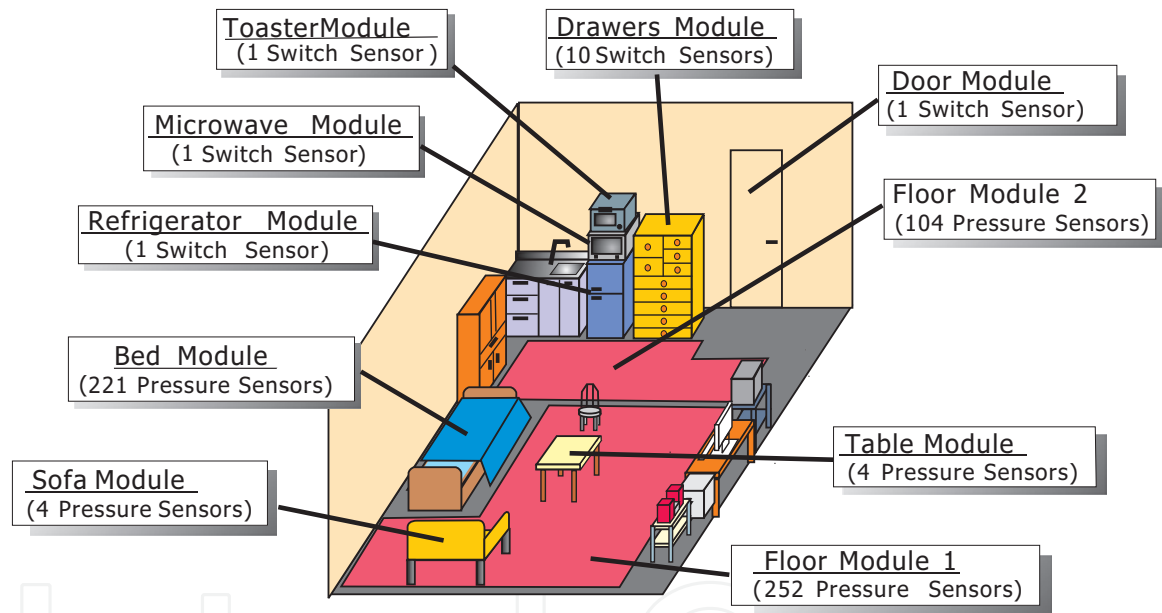 ToasterModule
(1 Switch Sensor)
Drawers Module
(10 Switch Sensors)
Door Module
(1 Switch Sensor)
Microwave Module
(1 Switch Sensor)
Floor Module 2
(104 Pressure Sensors)
Refrigerator Module
(1 Switch Sensor)
Bed Module
(221 Pressure Sensors)
Table Module
(4 Pressure Sensors)
Sofa Module
(4 Pressure Sensors)
Floor Module 1
(252 Pressure Sensors)